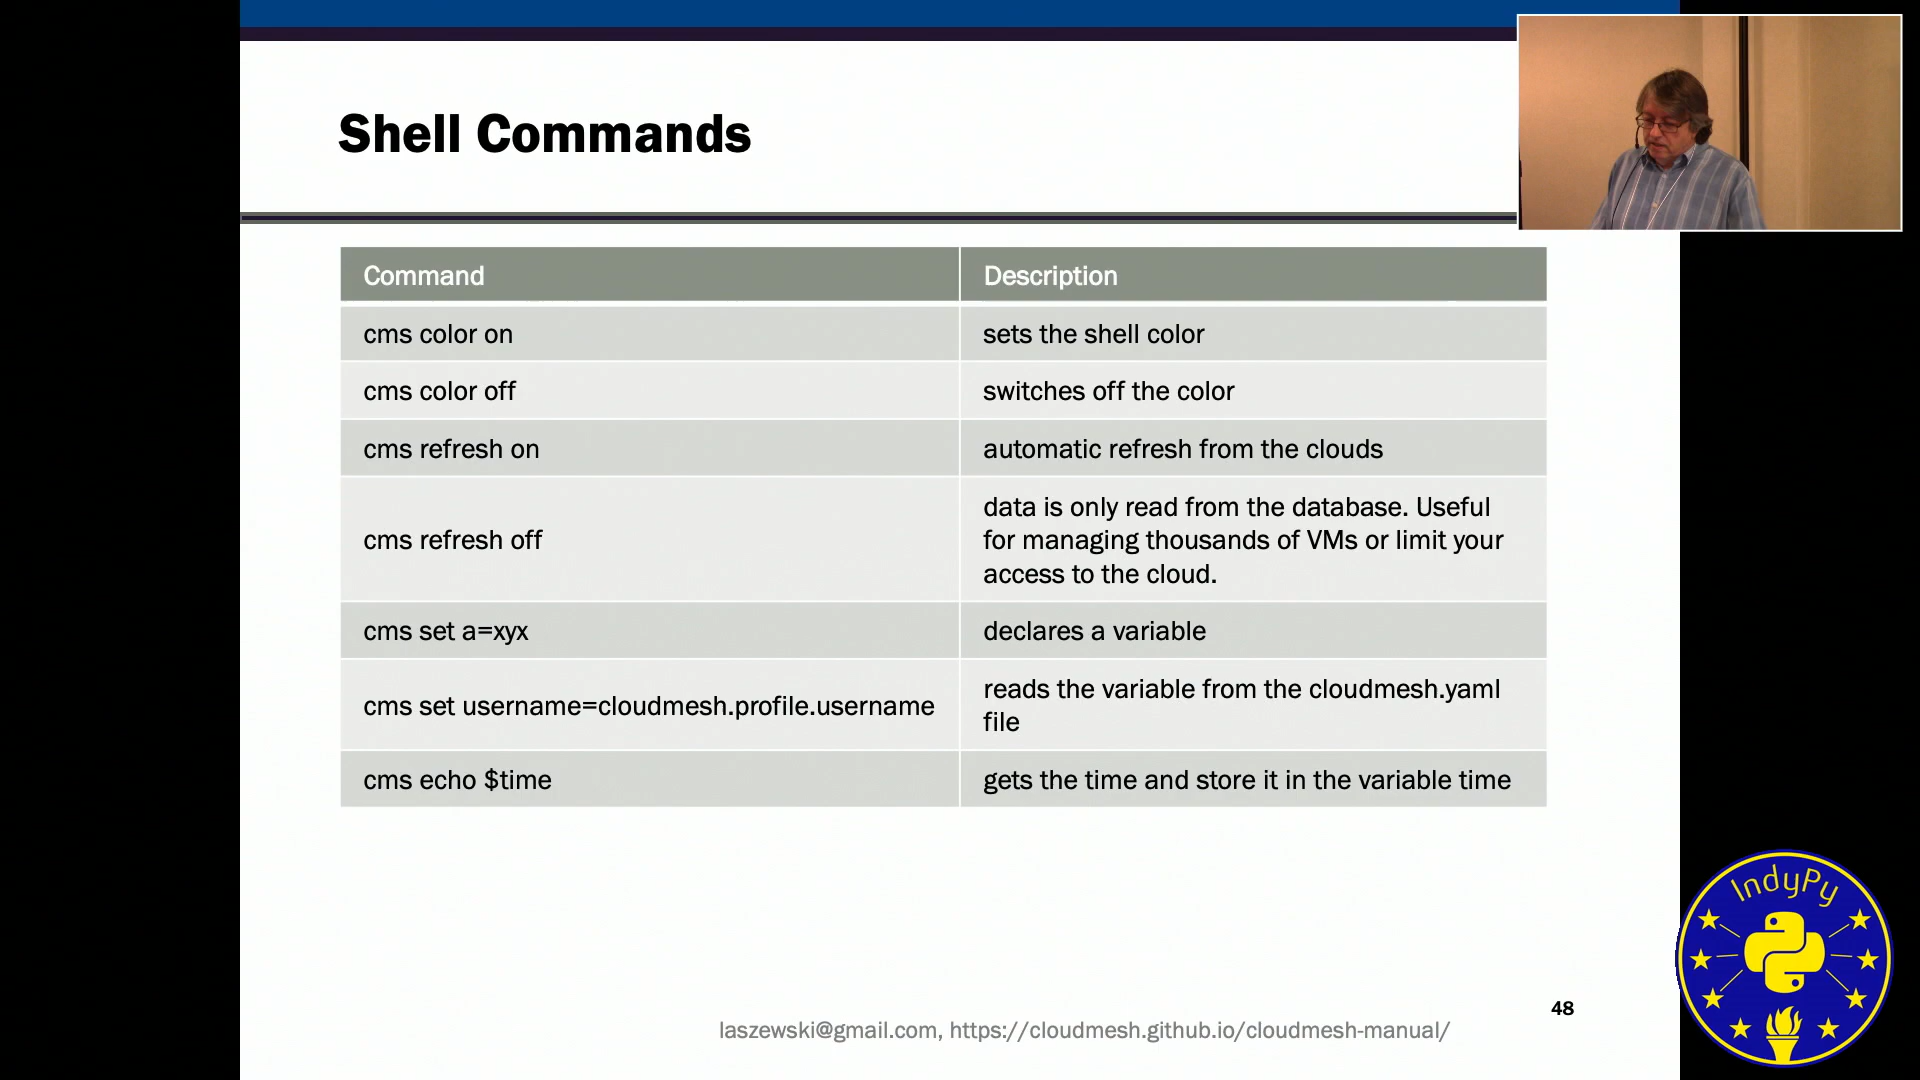 Shell Commands
Command
Description
cms color on
sets the shell color
cms color off
switches off the color
cms refresh on
automatic refresh from the clouds
cms refresh off
data is only read from the database. Useful
for managing thousands of VMs or limit your
access to the cloud.
cms set a=xyx
declares a variable
cms set username=cloudmesh.profile.username
reads the variable from the cloudmesh.yaml
file
cms echo $time
gets the time and store it in the variable time
48
laszewski@gmail.com, https://cloudmesh.github.io/cloudmesh-manual/
IndyPy